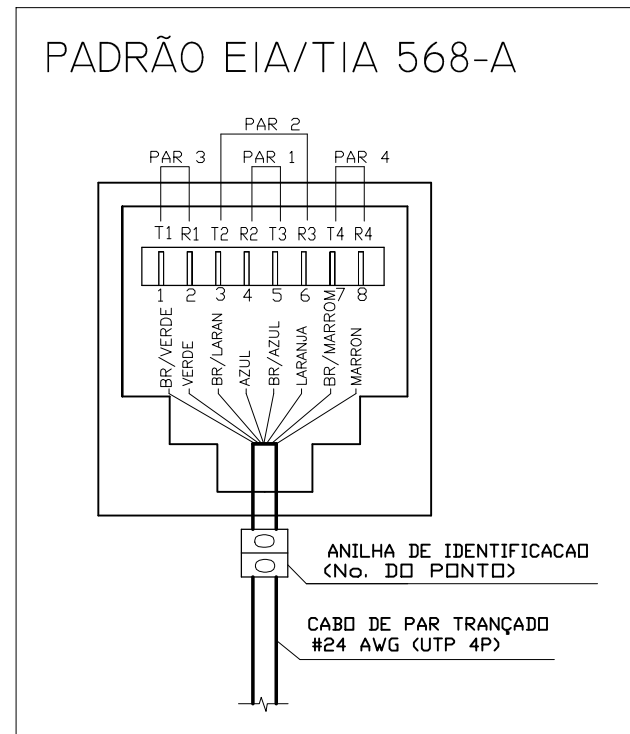 PADRÃO EIA/TIA 568-A
PAR 2
PAR 3 PAR 1 PAR 4
T1 R1 T2 R2 T3 R3 T4 R4
1 2 3 4 5 6 7 8
BR/VERDE
VERDE
BR/LARAN
AZUL
BR/AZUL
LARANJA
BR/MARROM
MARRON
ANILHA DE IDENTIFICACAO
(No. DO PONTO)
CABO DE PAR TRANÇADO
#24 AWG (UTP 4P)